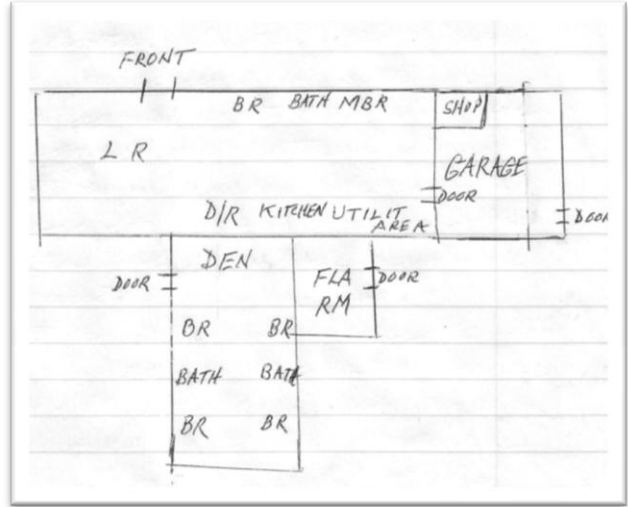 FRONT
BR BATH MBR SHOP
L R
GARAGE
DOOR
D/R KITCHEN UTILIT
AREA
DOOR
DEN
DOOR
FLA
RM
DOOR
BR BR
BATH BATH
BR BR